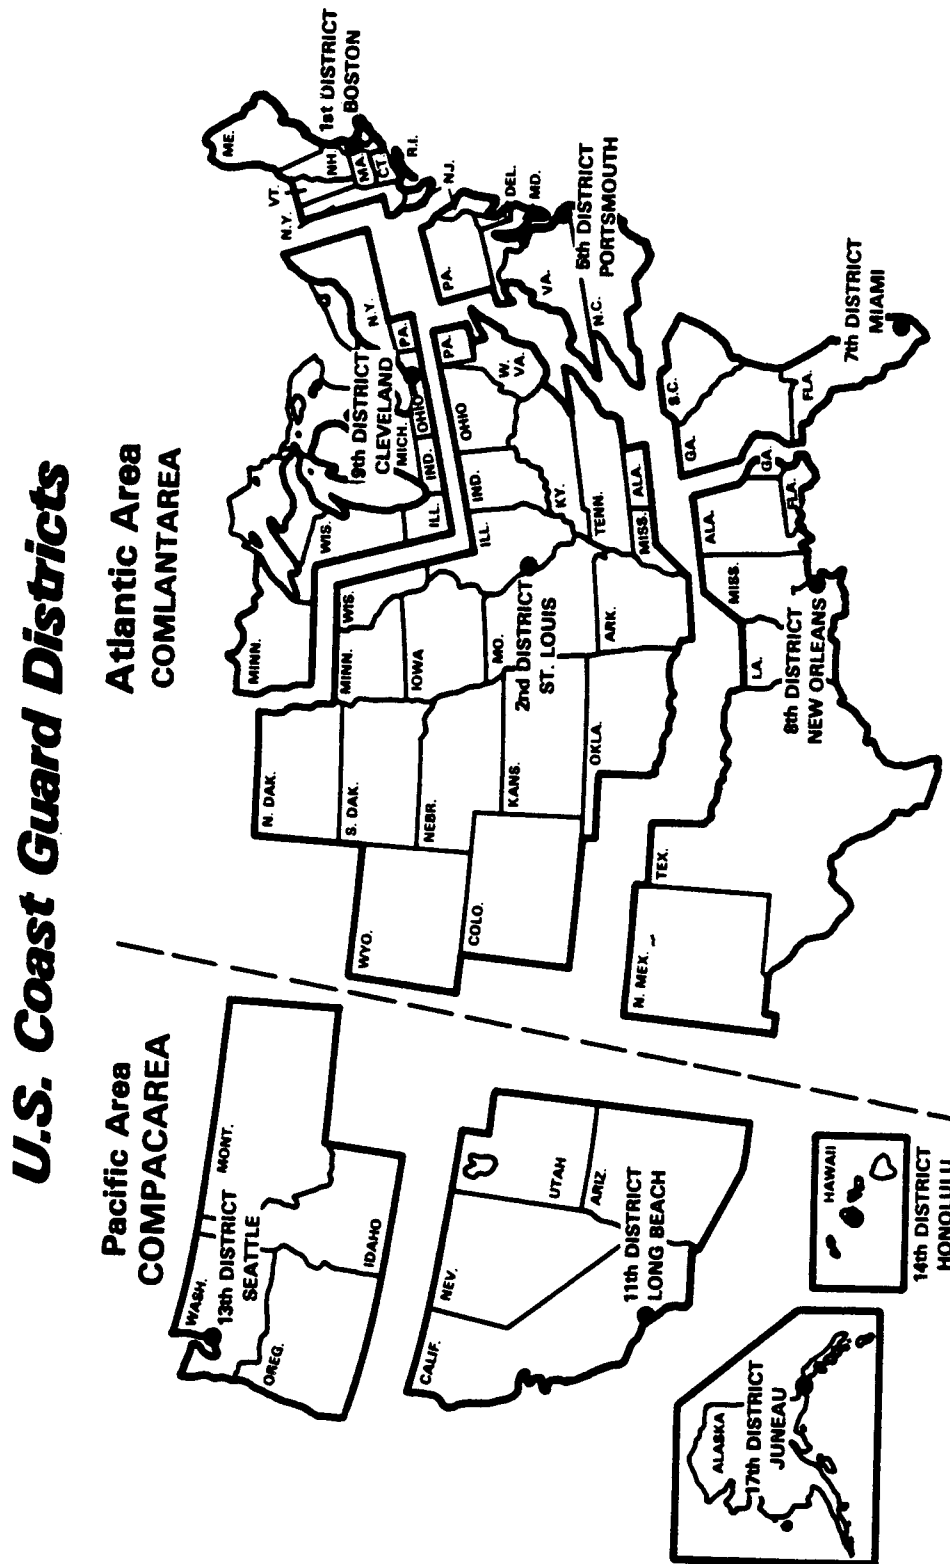 U.S. Coast Guard Districts
Pacific Area
COMPACAREA
Atlantic Area
COMLANTAREA
WASH.
MONT.
13th DISTRICT
SEATTLE
OREG.
IDAHO
CALIF.
NEV.
UTAH
ARIZ.
11th DISTRICT
LONG BEACH
ALASKA
17th DISTRICT
JUNEAU
HAWAII
14th DISTRICT
HONOLULU
N. DAK.
S. DAK.
WYO.
NEBR.
COLO.
KANS.
OKLA.
MINN.
WIS.
IOWA
MO.
2nd DISTRICT
ST. LOUIS
ARK.
ILL.
IND.
OHIO
PA.
W.
VA.
KY.
TENN.
MISS.
ALA.
MINN.
WIS.
ILL.
IND.
MICH.
OHIO
PA.
N.Y.
9th DISTRICT
CLEVELAND
ME.
VT.
N.Y.
NH.
MA.
CT.
R.I.
1st DISTRICT
BOSTON
PA.
N.J.
DEL.
MD.
VA.
N.C.
5th DISTRICT
PORTSMOUTH
S.C.
GA.
FLA.
7th DISTRICT
MIAMI
N. MEX.
TEX.
LA.
MISS.
ALA.
GA.
FLA.
8th DISTRICT
NEW ORLEANS